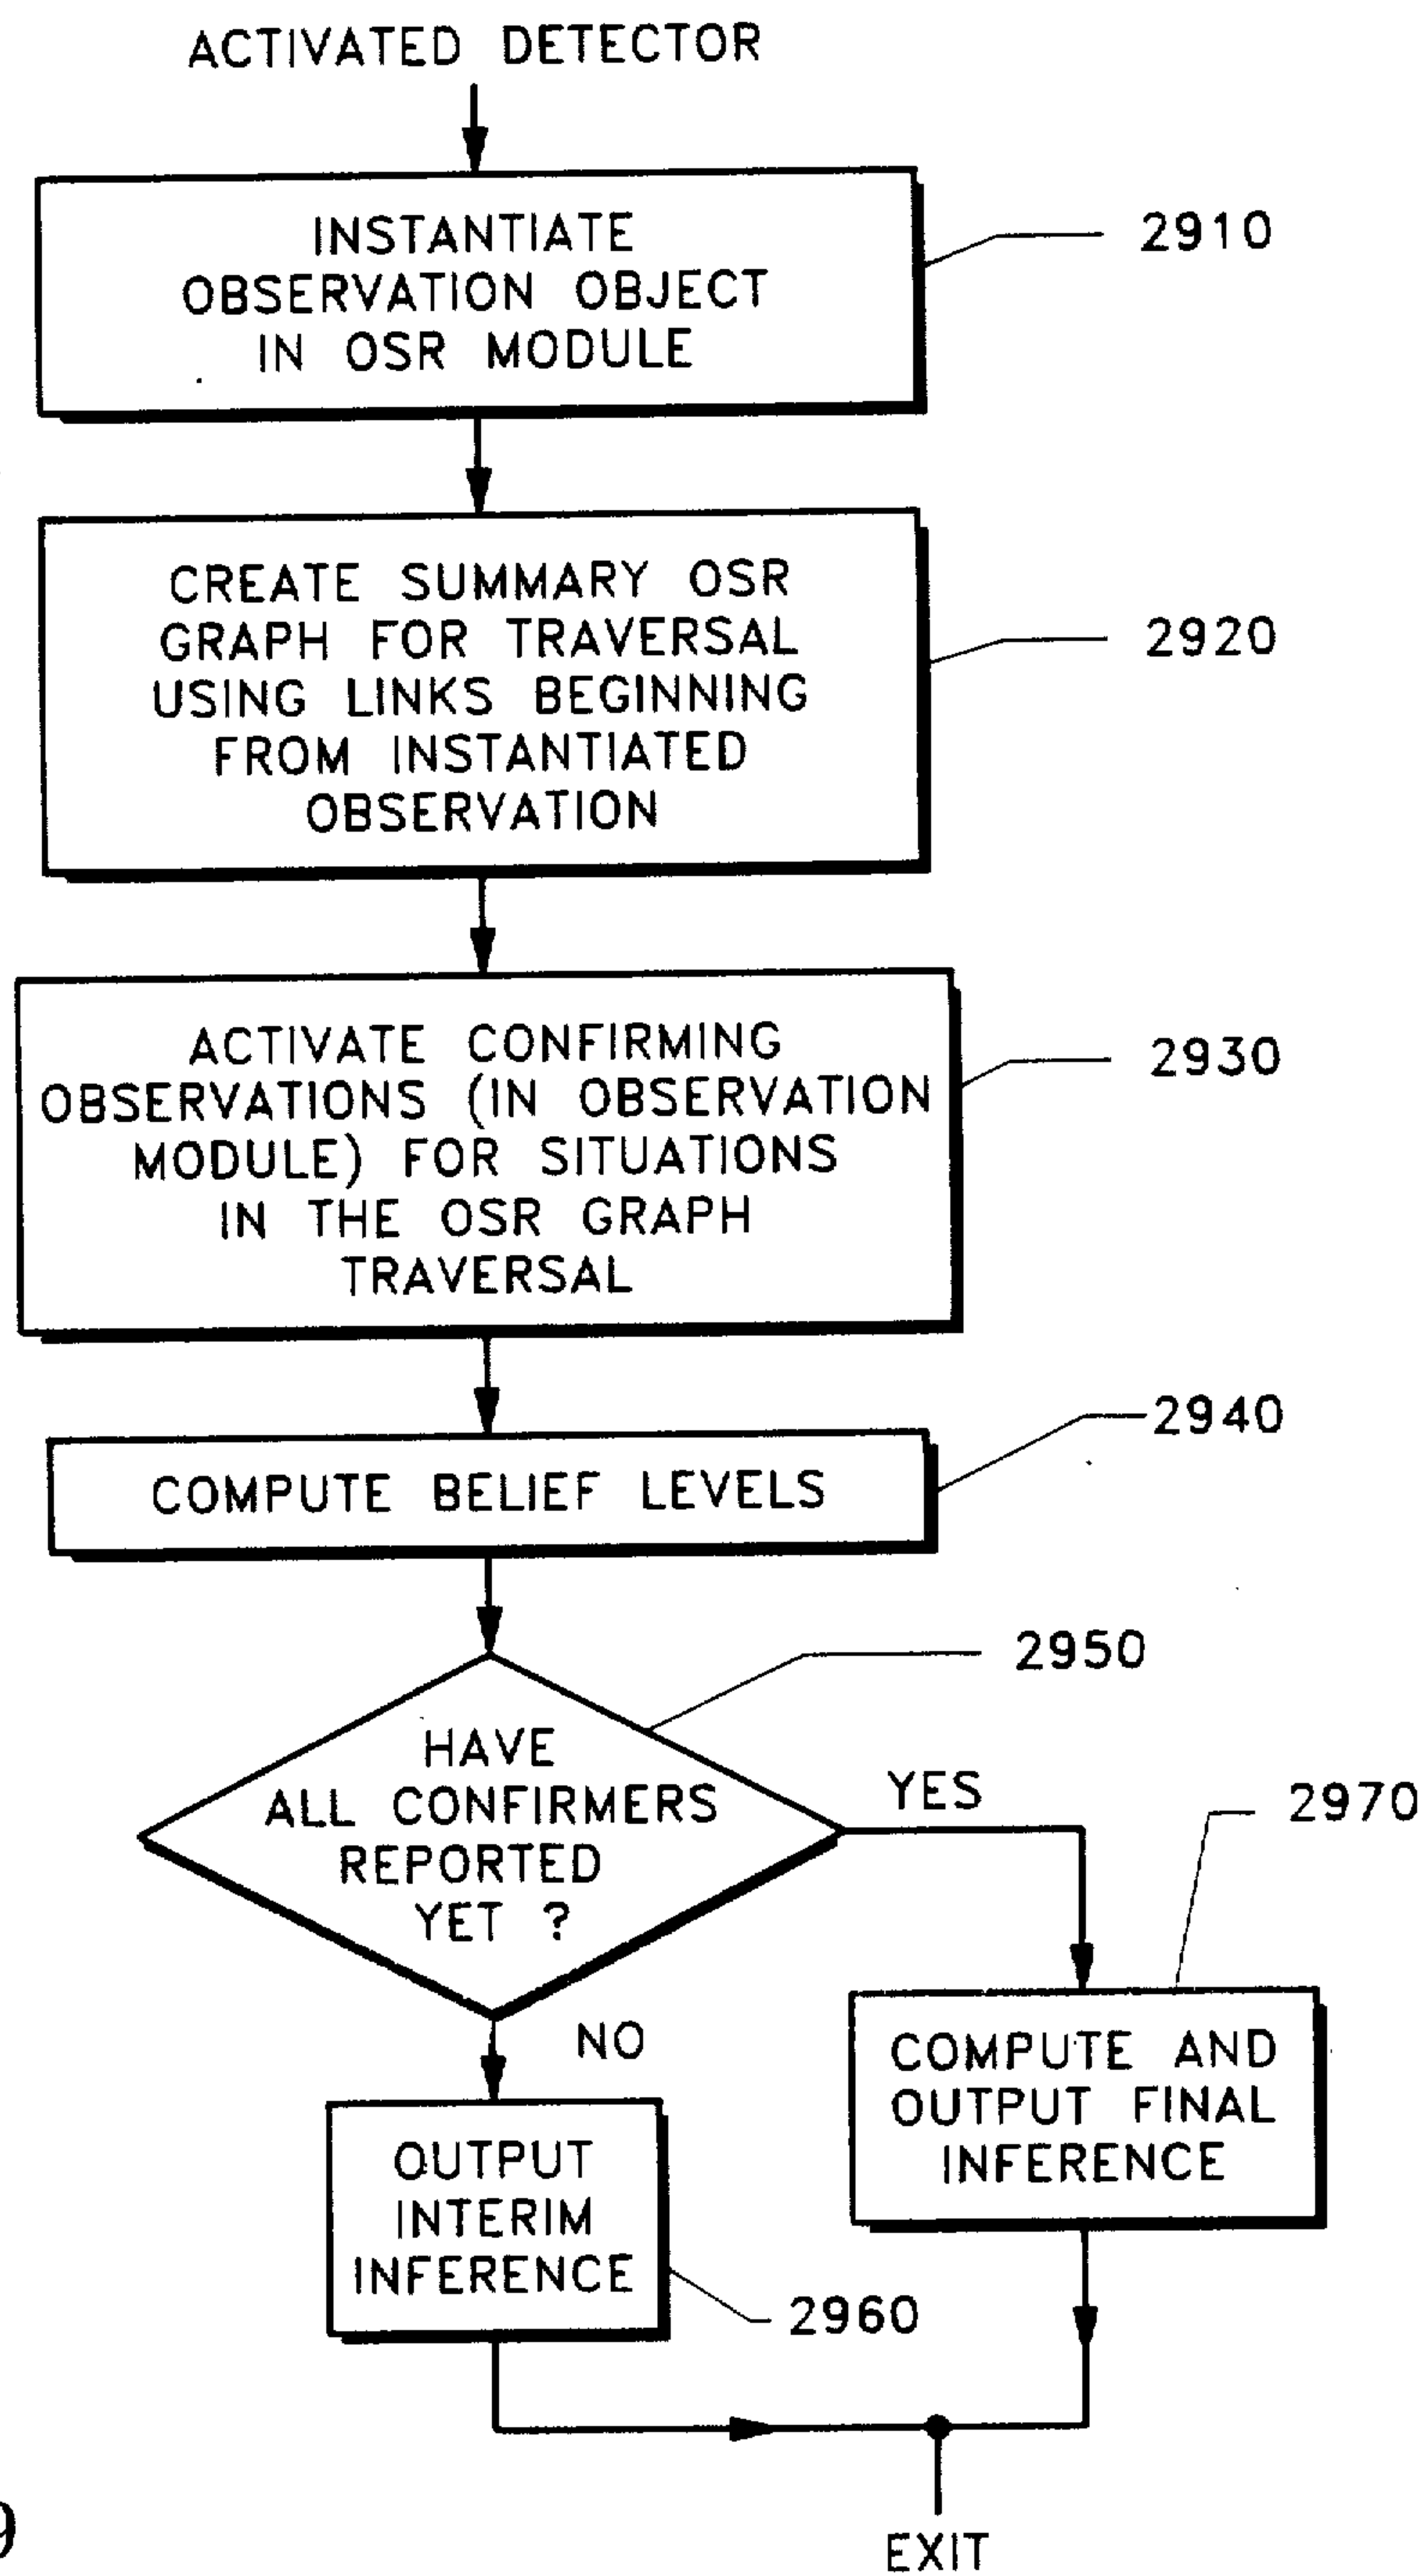 ACTIVATED DETECTOR
INSTANTIATE
OBSERVATION OBJECT
IN OSR MODULE
2910
CREATE SUMMARY OSR
GRAPH FOR TRAVERSAL
USING LINKS BEGINNING
FROM INSTANTIATED
OBSERVATION
2920
ACTIVATE CONFIRMING
OBSERVATIONS (IN OBSERVATION
MODULE) FOR SITUATIONS
IN THE OSR GRAPH
TRAVERSAL
2930
COMPUTE BELIEF LEVELS
2940
HAVE
ALL CONFIRMERS
REPORTED
YET ?
2950
YES
2970
NO
COMPUTE AND
OUTPUT FINAL
INFERENCE
OUTPUT
INTERIM
INFERENCE
2960
EXIT